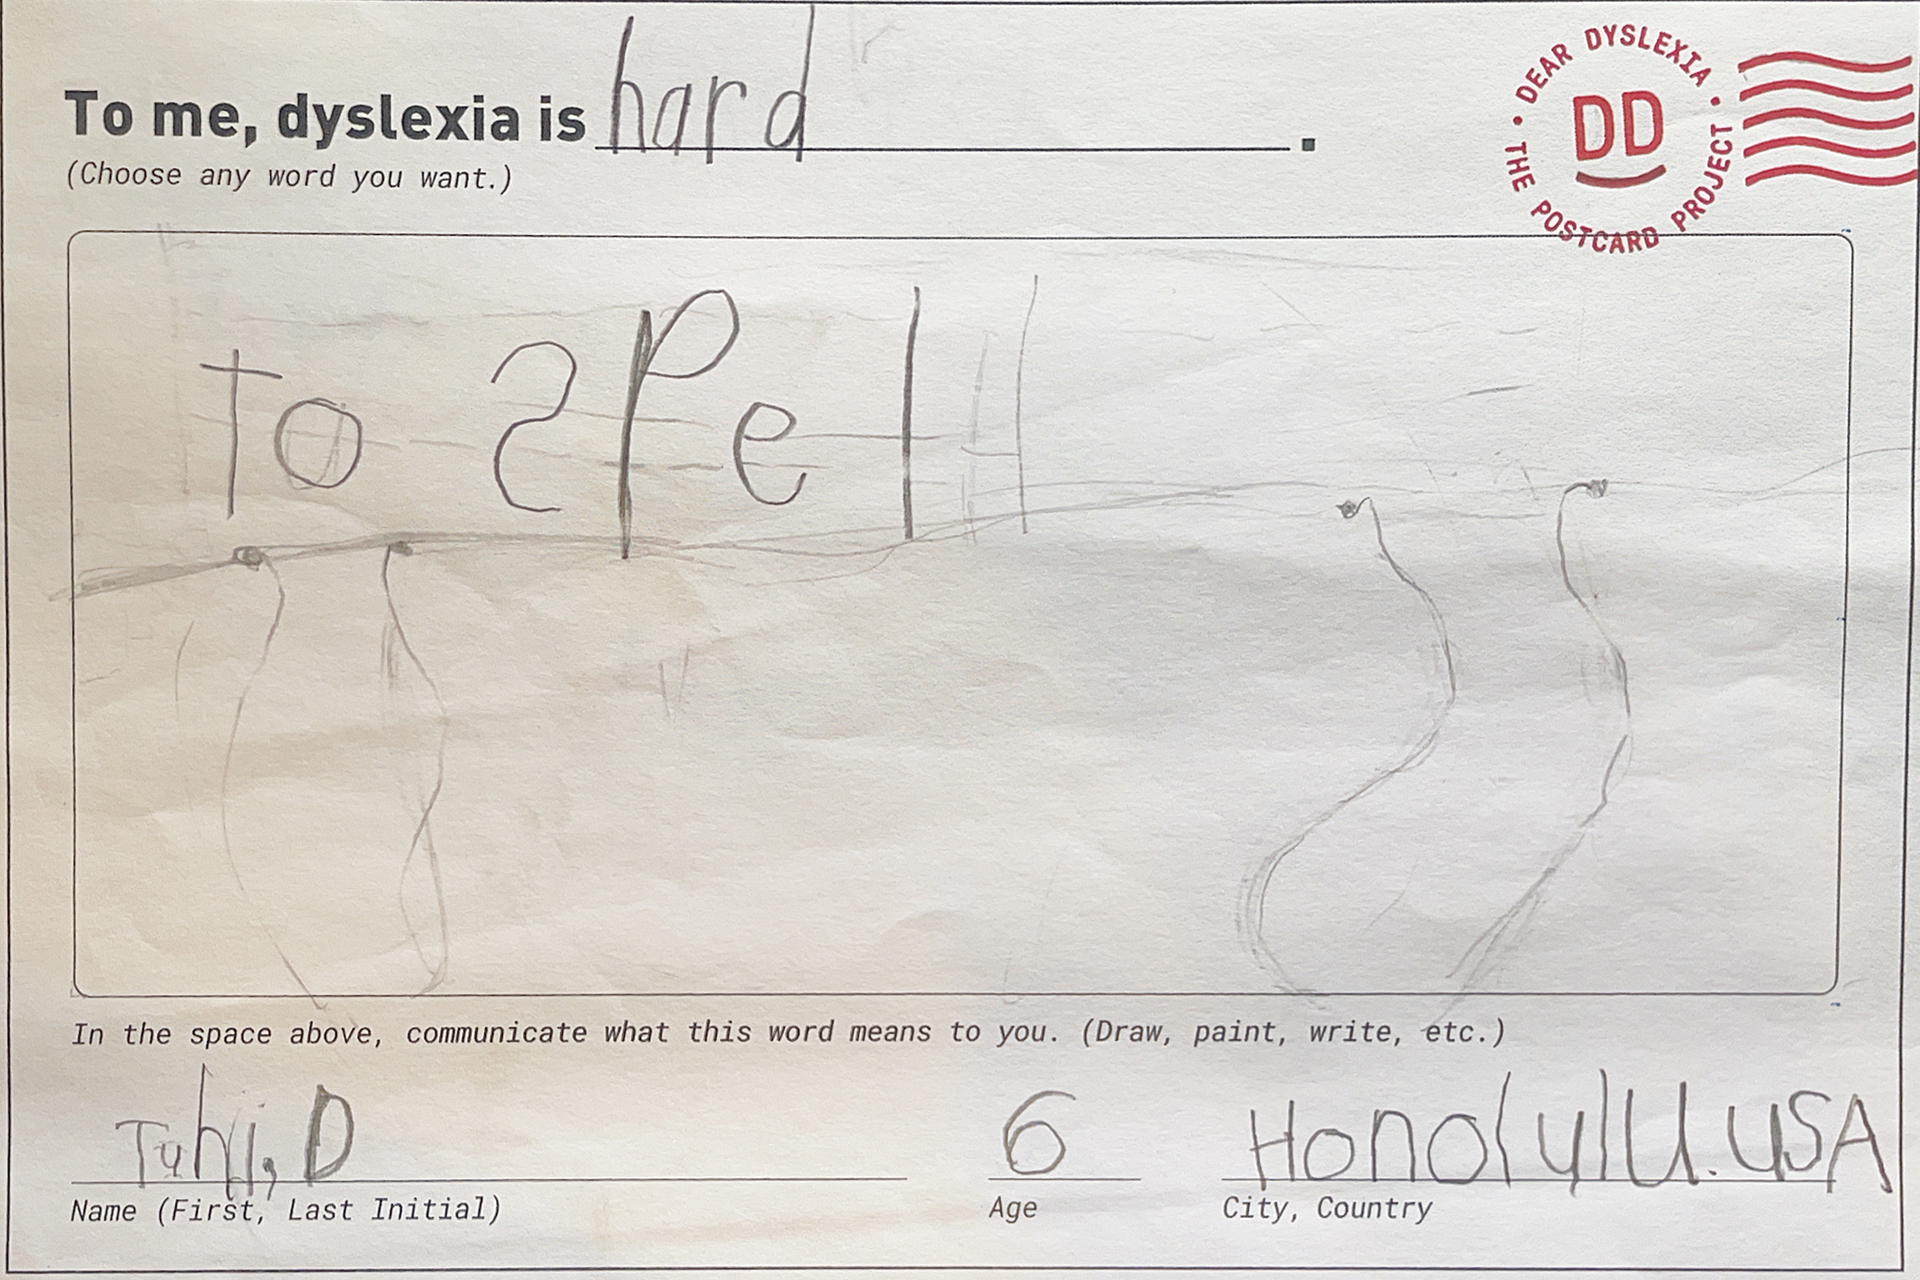 To me, dyslexia is hard.
(Choose any word you want.)
DEAR DYSLEXIA • THE POSTCARD PROJECT •
DD
To SPell
In the space above, communicate what this word means to you. (Draw, paint, write, etc.)
Tuhi, D
6
Honolulu. USA
Name (First, Last Initial)
Age
City, Country